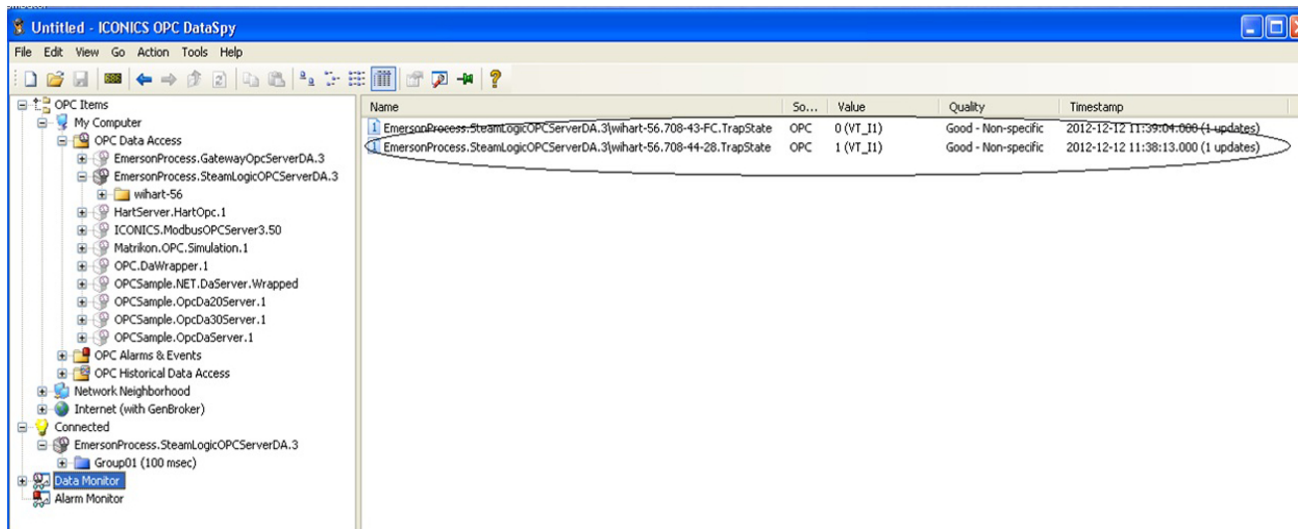 Untitled - ICONICS OPC DataSpy
File Edit View Go Action Tools Help
OPC Items
My Computer
OPC Data Access
EmersonProcess.GatewayOpcServerDA.3
EmersonProcess.SteamLogicOPCServerDA.3
wihart-56
HartServer.HartOpc.1
ICONICS.ModbusOPCServer3.50
Matrikon.OPC.Simulation.1
OPC.DaWrapper.1
OPCSample.NET.DaServer.Wrapped
OPCSample.OpcDa20Server.1
OPCSample.OpcDa30Server.1
OPCSample.OpcDaServer.1
OPC Alarms & Events
OPC Historical Data Access
Network Neighborhood
Internet (with GenBroker)
Connected
EmersonProcess.SteamLogicOPCServerDA.3
Group01 (100 msec)
Data Monitor
Alarm Monitor
Name So... Value Quality Timestamp
EmersonProcess.SteamLogicOPCServerDA.3\wihart-56.708-43-FC.TrapState OPC 0 (VT_I1) Good - Non-specific 2012-12-12 11:39:04.000 (1 updates)
EmersonProcess.SteamLogicOPCServerDA.3\wihart-56.708-44-28.TrapState OPC 1 (VT_I1) Good - Non-specific 2012-12-12 11:38:13.000 (1 updates)